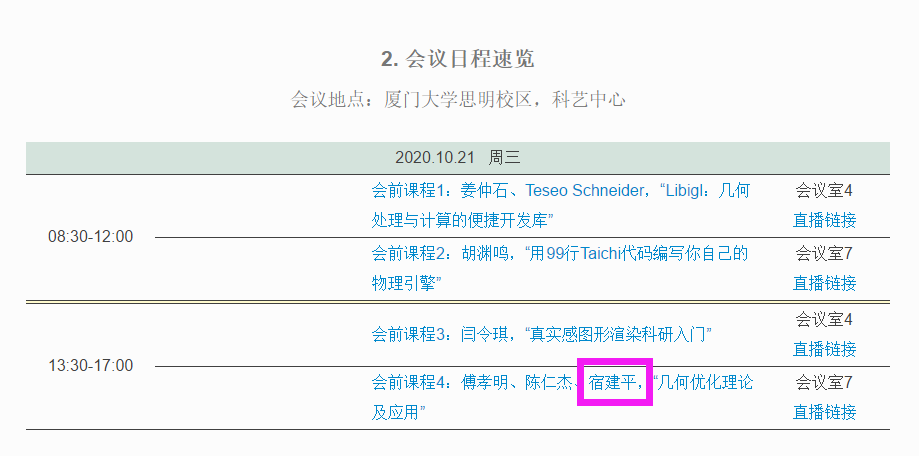 2. 会议日程速览
会议地点：厦门大学思明校区，科艺中心
2020.10.21 周三
08:30-12:00
会前课程1：姜仲石、Teseo Schneider，“Libigl：几何
处理与计算的便捷开发库”
会议室4
直播链接
会前课程2：胡渊鸣，“用99行Taichi代码编写你自己的
物理引擎”
会议室7
直播链接
13:30-17:00
会前课程3：闫令琪，“真实感图形渲染科研入门”
会议室4
直播链接
会前课程4：傅孝明、陈仁杰、宿建平，“几何优化理论
及应用”
会议室7
直播链接